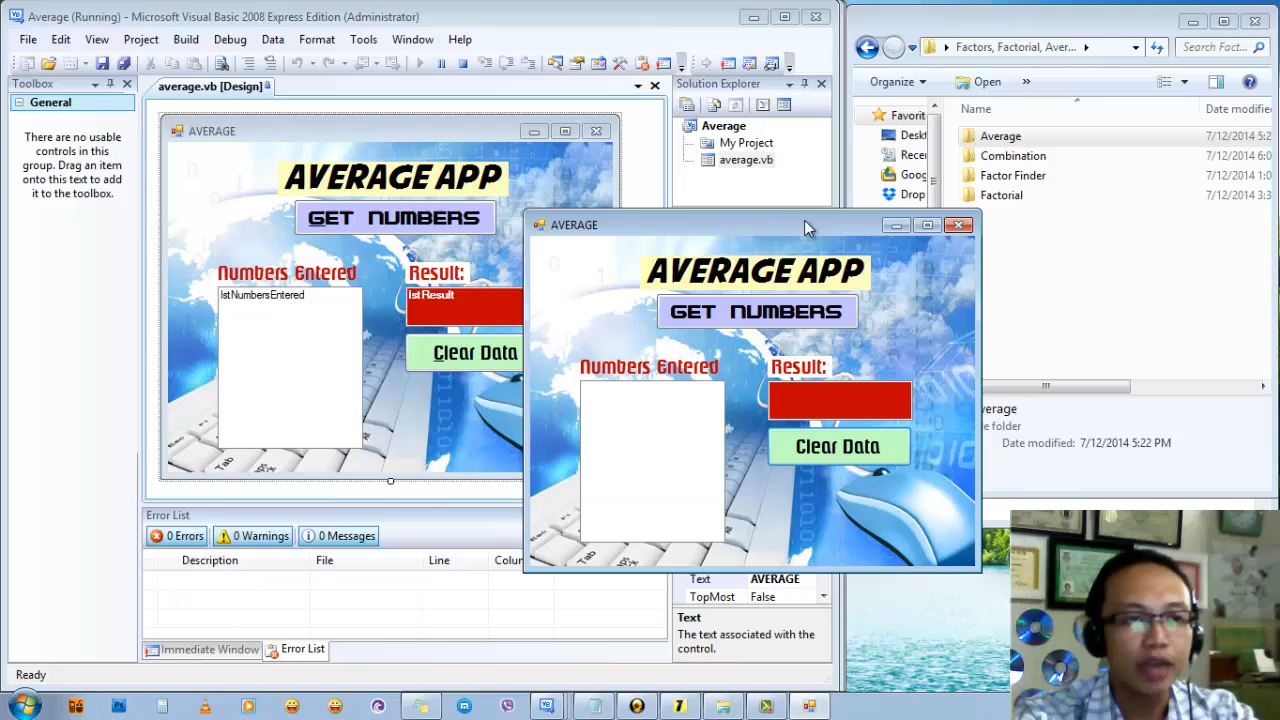 Average (Running) - Microsoft Visual Basic 2008 Express Edition (Administrator)
File Edit View Project Build Debug Data Format Tools Window Help
Toolbox
General
There are no usable
controls in this
group. Drag an item
onto this text to add
it to the toolbox.
average.vb [Design]
AVERAGE
AVERAGE APP
GET NUMBERS
Numbers Entered
Result:
lstNumbersEntered
lstResult
Clear Data
Solution Explorer
Average
My Project
average.vb
AVERAGE
AVERAGE APP
GET NUMBERS
Numbers Entered
Result:
Clear Data
Error List
0 Errors
0 Warnings
0 Messages
Description File Line Colu
Immediate Window
Error List
Text AVERAGE
TopMost False
Text
The text associated with the
control.
Ready
Factors, Factorial, Aver...
Search Fact...
Organize
Open
»
Favorit
Deskt
Recen
Goog
Drop
Name
Date modifie
Average 7/12/2014 5:2
Combination 7/12/2014 6:0
Factor Finder 7/12/2014 1:0
Factorial 7/12/2014 3:3
verage
e folder
Date modified: 7/12/2014 5:22 PM